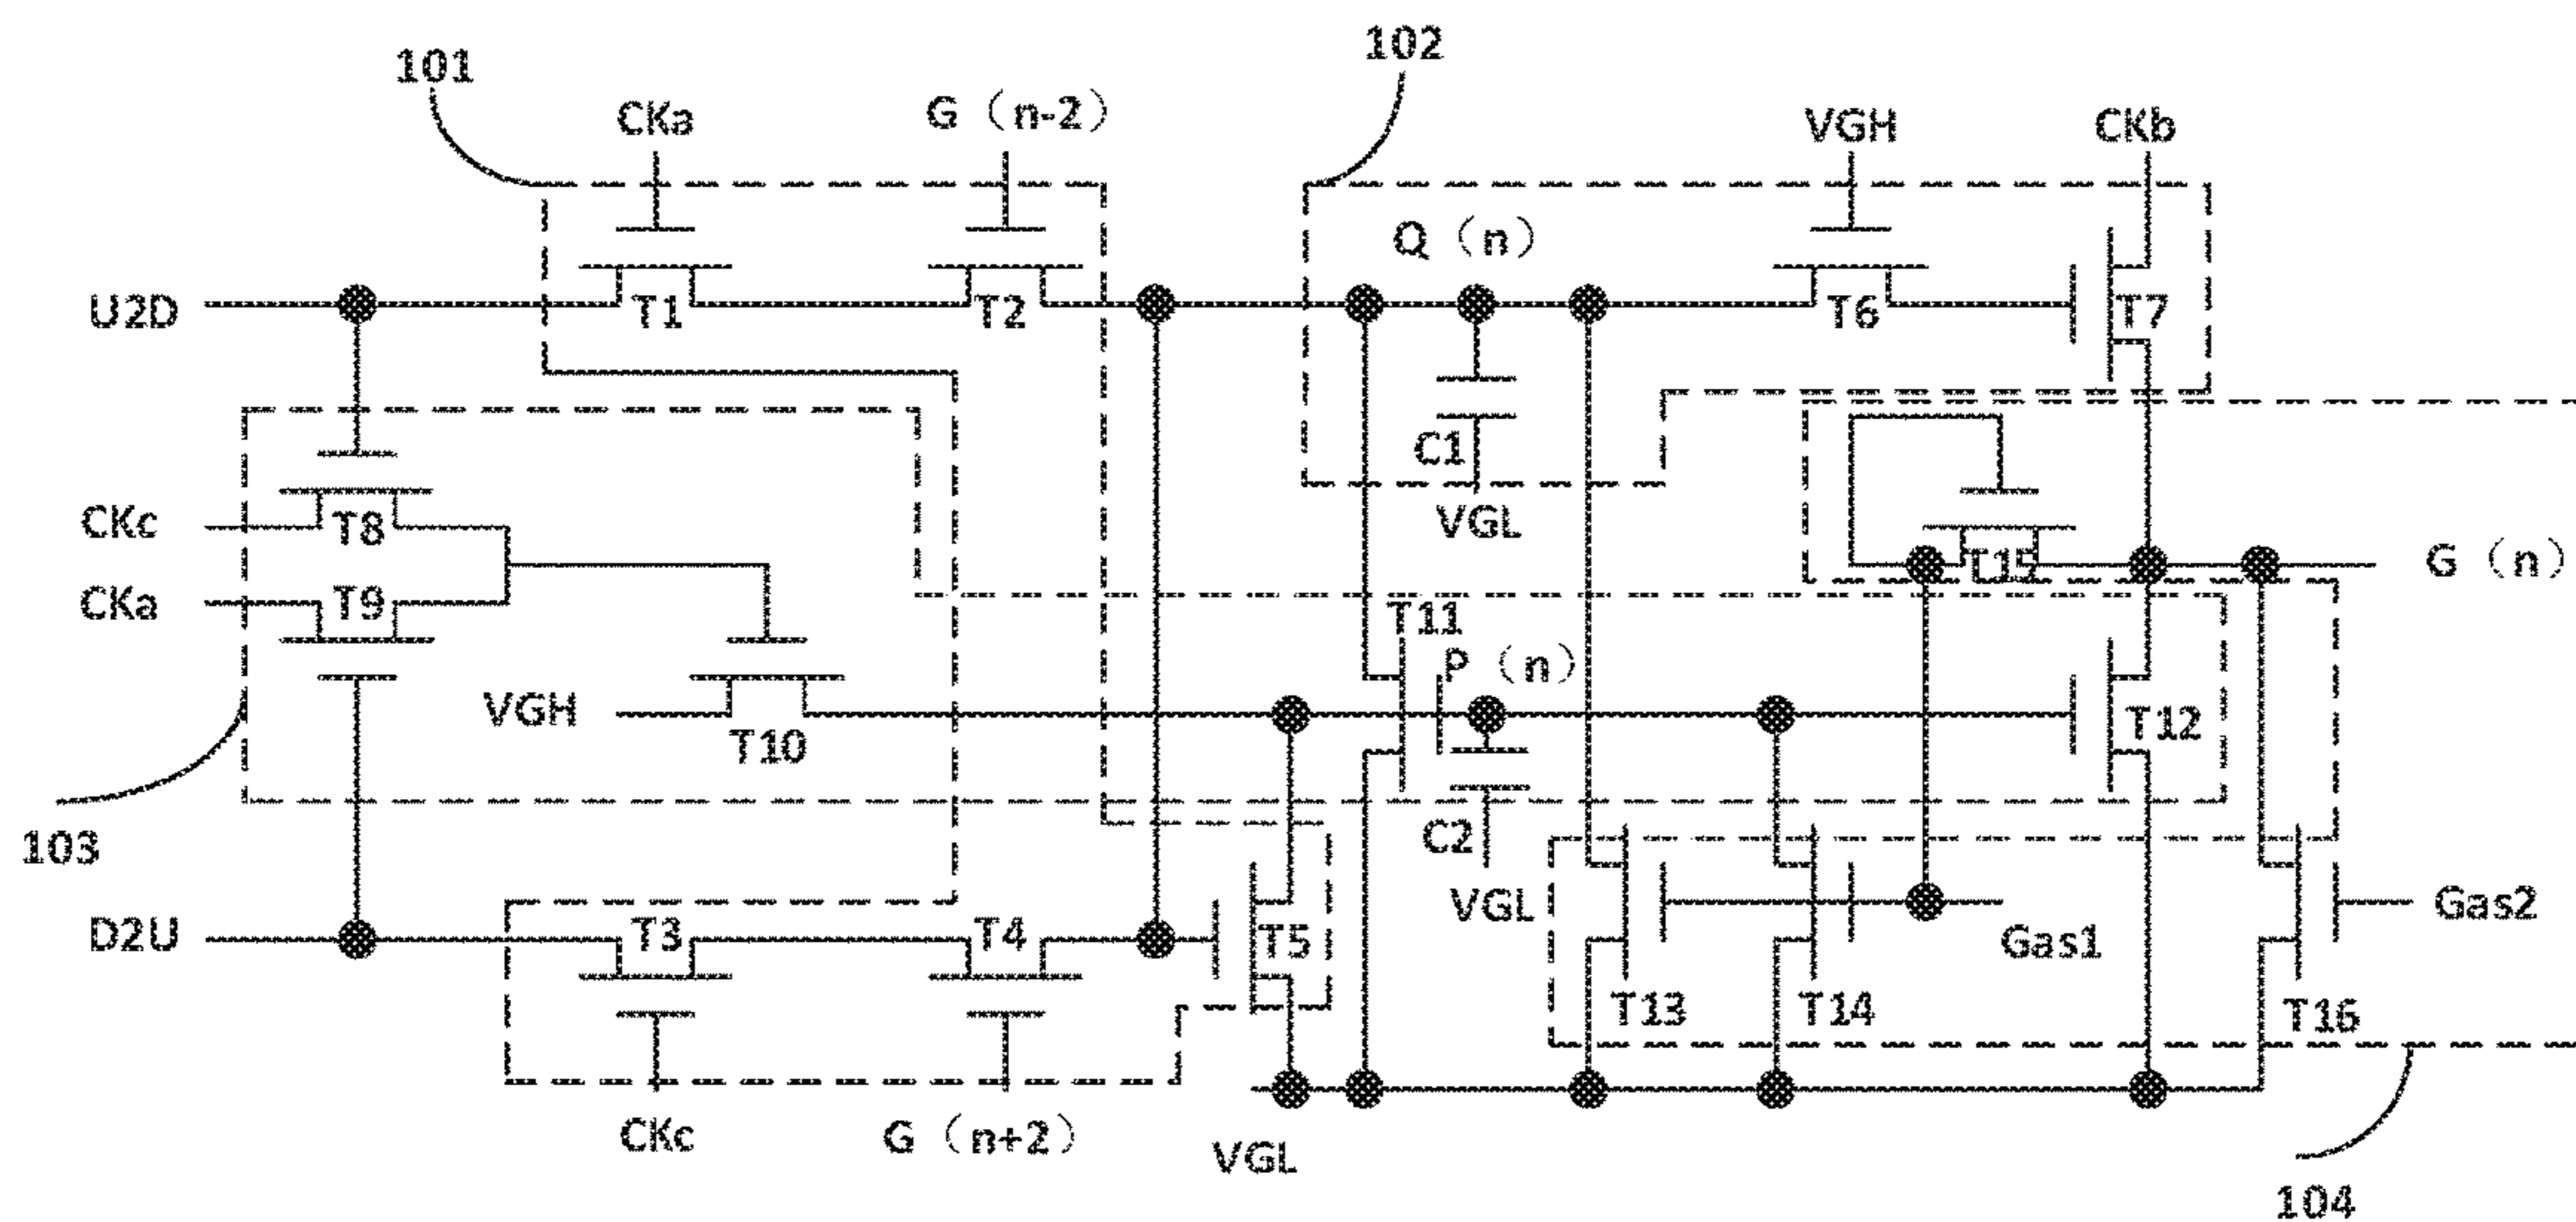 102
101
CKa
G (n-2)
VGH
CKb
Q (n)
U2D
T1
T2
T6
T7
C1
CKc
T8
VGL
T15
G (n)
CKa
T9
T11
P (n)
VGH
T10
T12
103
C2
VGL
Gas2
D2U
T3
T4
T5
Gas1
T13
T14
T16
CKc
G (n+2)
VGL
104